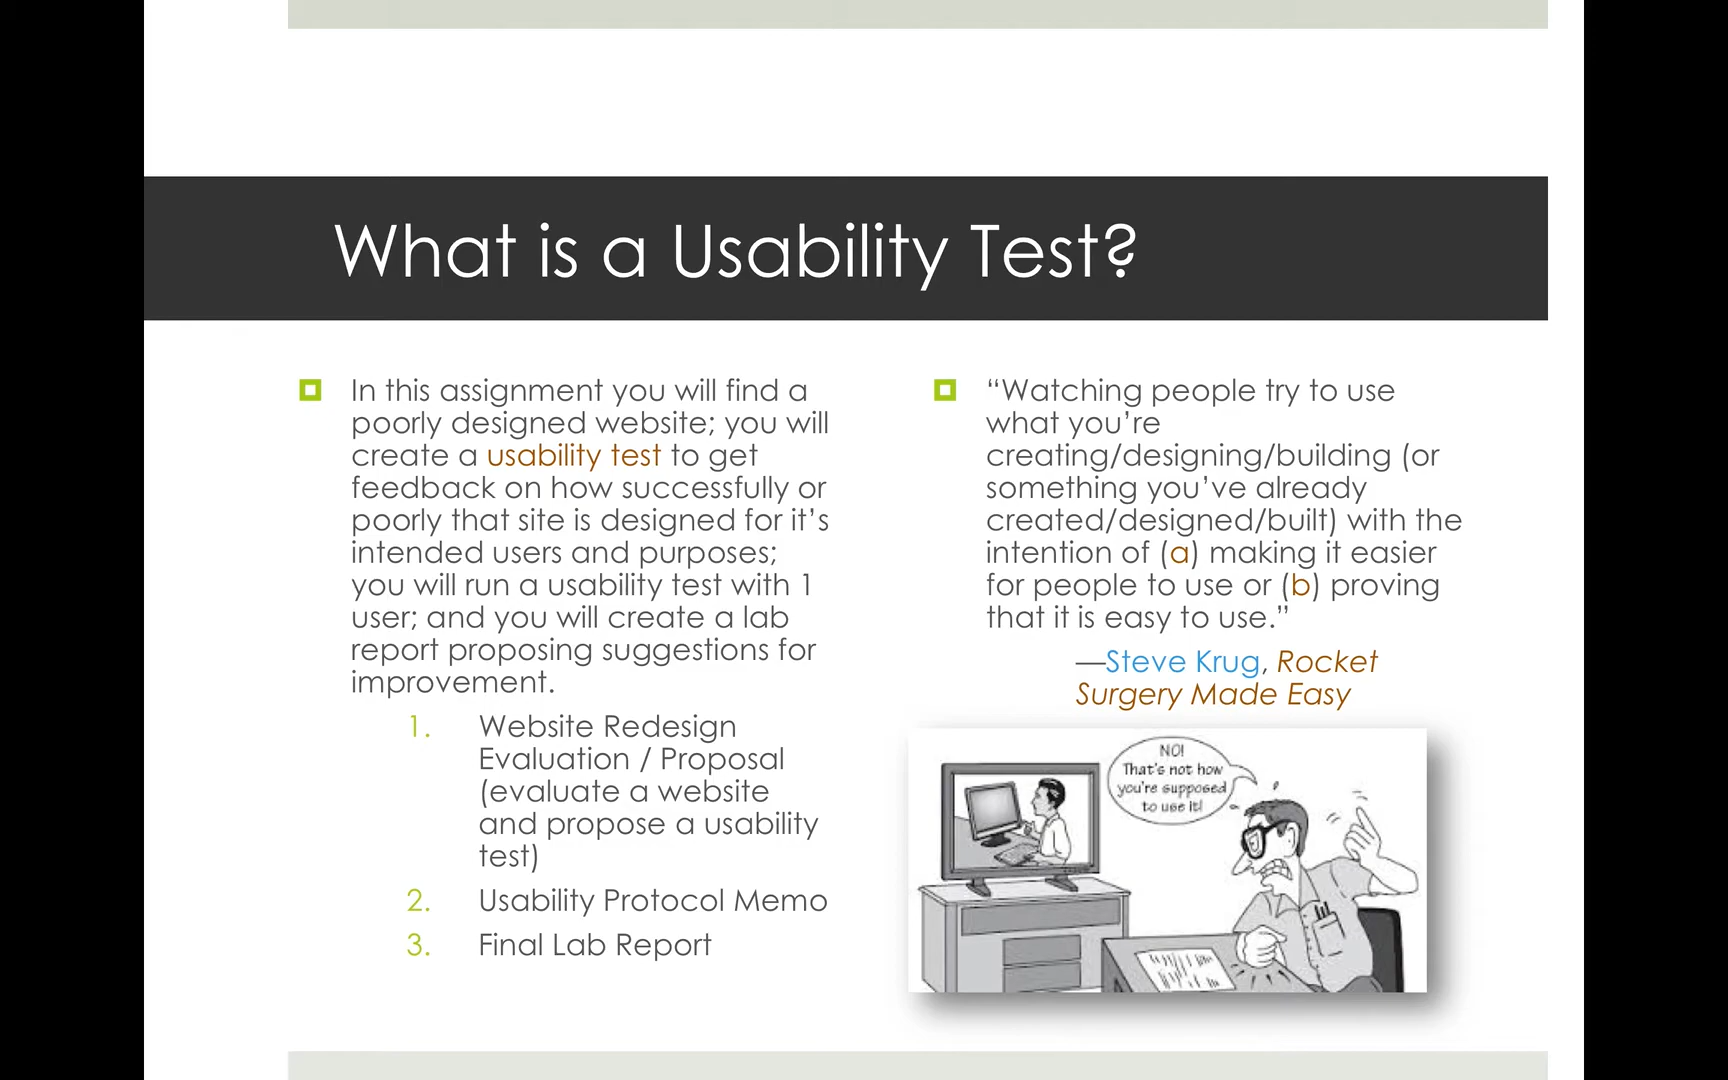 What is a Usability Test?
In this assignment you will find a
poorly designed website; you will
create a usability test to get
feedback on how successfully or
poorly that site is designed for it’s
intended users and purposes;
you will run a usability test with 1
user; and you will create a lab
report proposing suggestions for
improvement.
1. Website Redesign
Evaluation / Proposal
(evaluate a website
and propose a usability
test)
2. Usability Protocol Memo
3. Final Lab Report
“Watching people try to use
what you’re
creating/designing/building (or
something you’ve already
created/designed/built) with the
intention of (a) making it easier
for people to use or (b) proving
that it is easy to use.”
—Steve Krug, Rocket
Surgery Made Easy
NO!
That's not how
you're supposed
to use it!